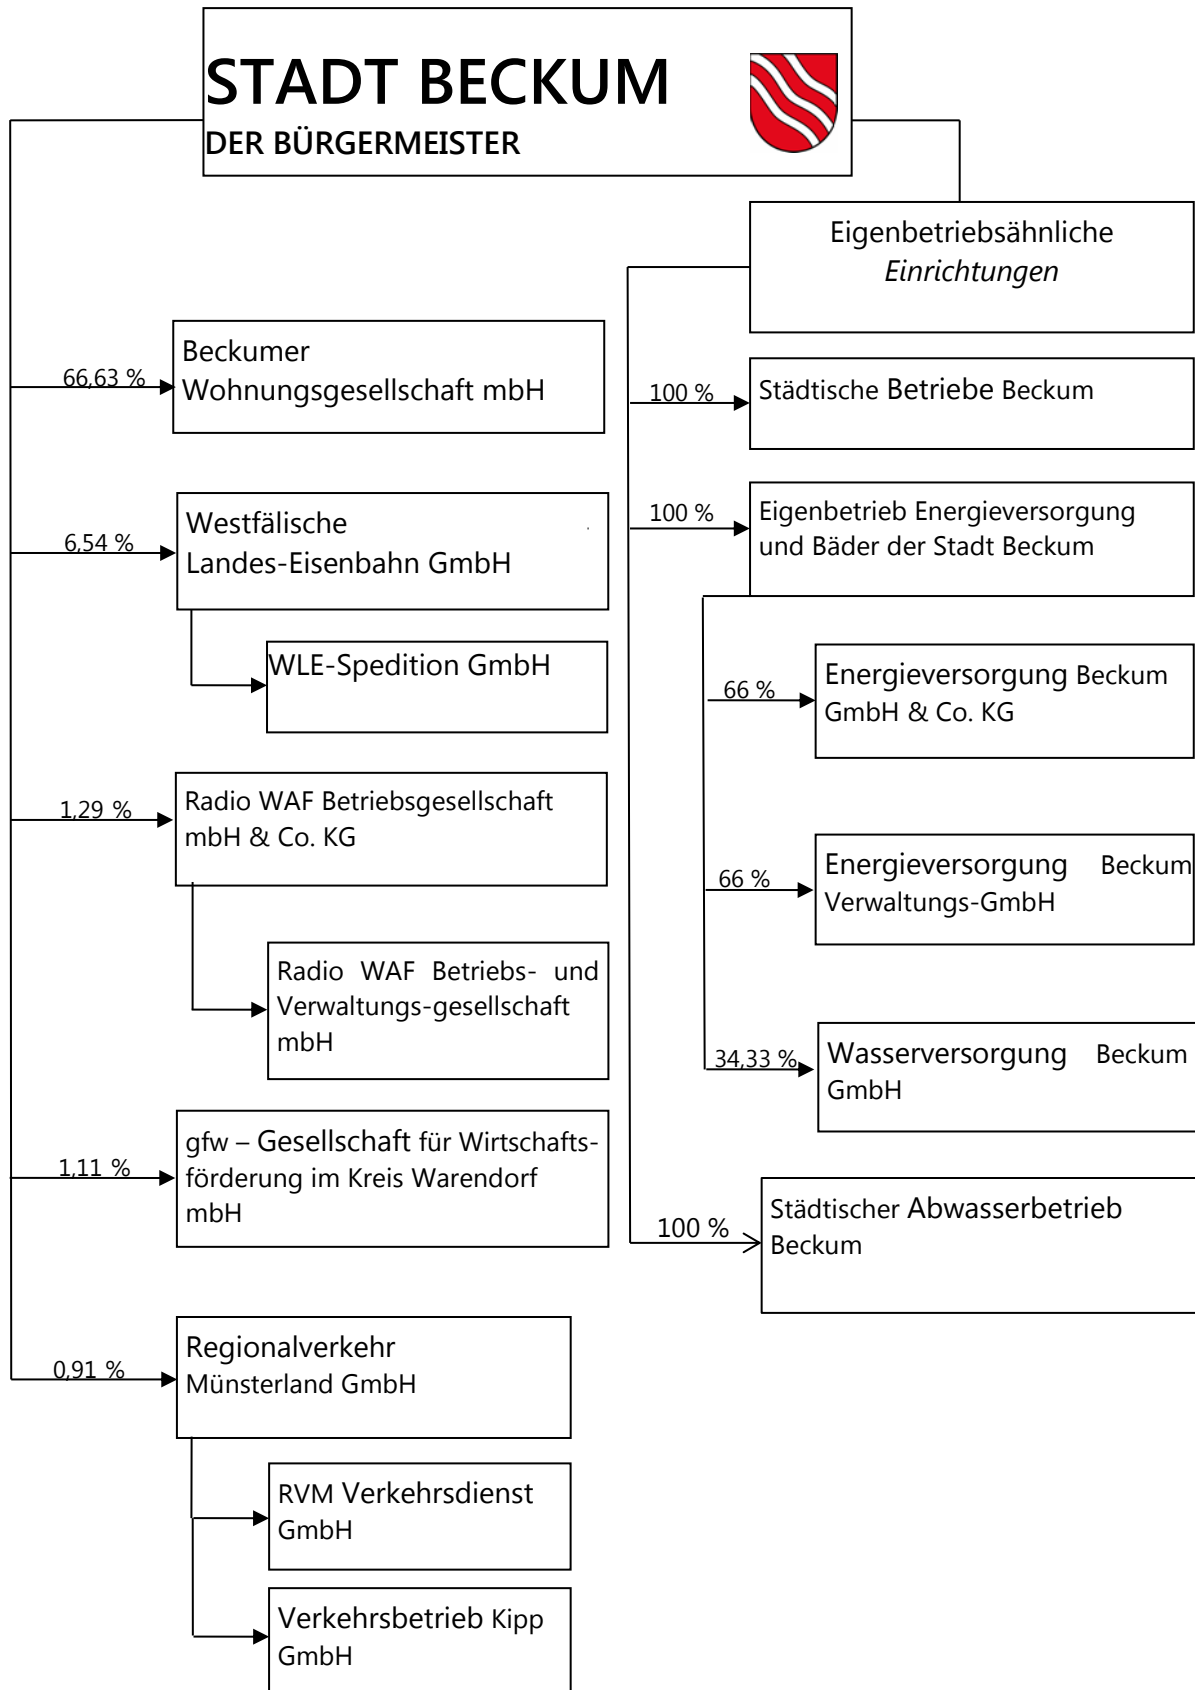 STADT BECKUM
DER BÜRGERMEISTER
Eigenbetriebsähnliche
Einrichtungen
66,63 %
Beckumer
Wohnungsgesellschaft mbH
6,54 %
Westfälische
Landes-Eisenbahn GmbH
WLE-Spedition GmbH
1,29 %
Radio WAF Betriebsgesellschaft
mbH & Co. KG
Radio WAF Betriebs- und
Verwaltungs-gesellschaft
mbH
1,11 %
gfw – Gesellschaft für Wirtschafts-
förderung im Kreis Warendorf
mbH
0,91 %
Regionalverkehr
Münsterland GmbH
RVM Verkehrsdienst
GmbH
Verkehrsbetrieb Kipp
GmbH
100 %
Städtische Betriebe Beckum
100 %
Eigenbetrieb Energieversorgung
und Bäder der Stadt Beckum
66 %
Energieversorgung Beckum
GmbH & Co. KG
66 %
Energieversorgung Beckum
Verwaltungs-GmbH
34,33 %
Wasserversorgung Beckum
GmbH
100 %
Städtischer Abwasserbetrieb
Beckum